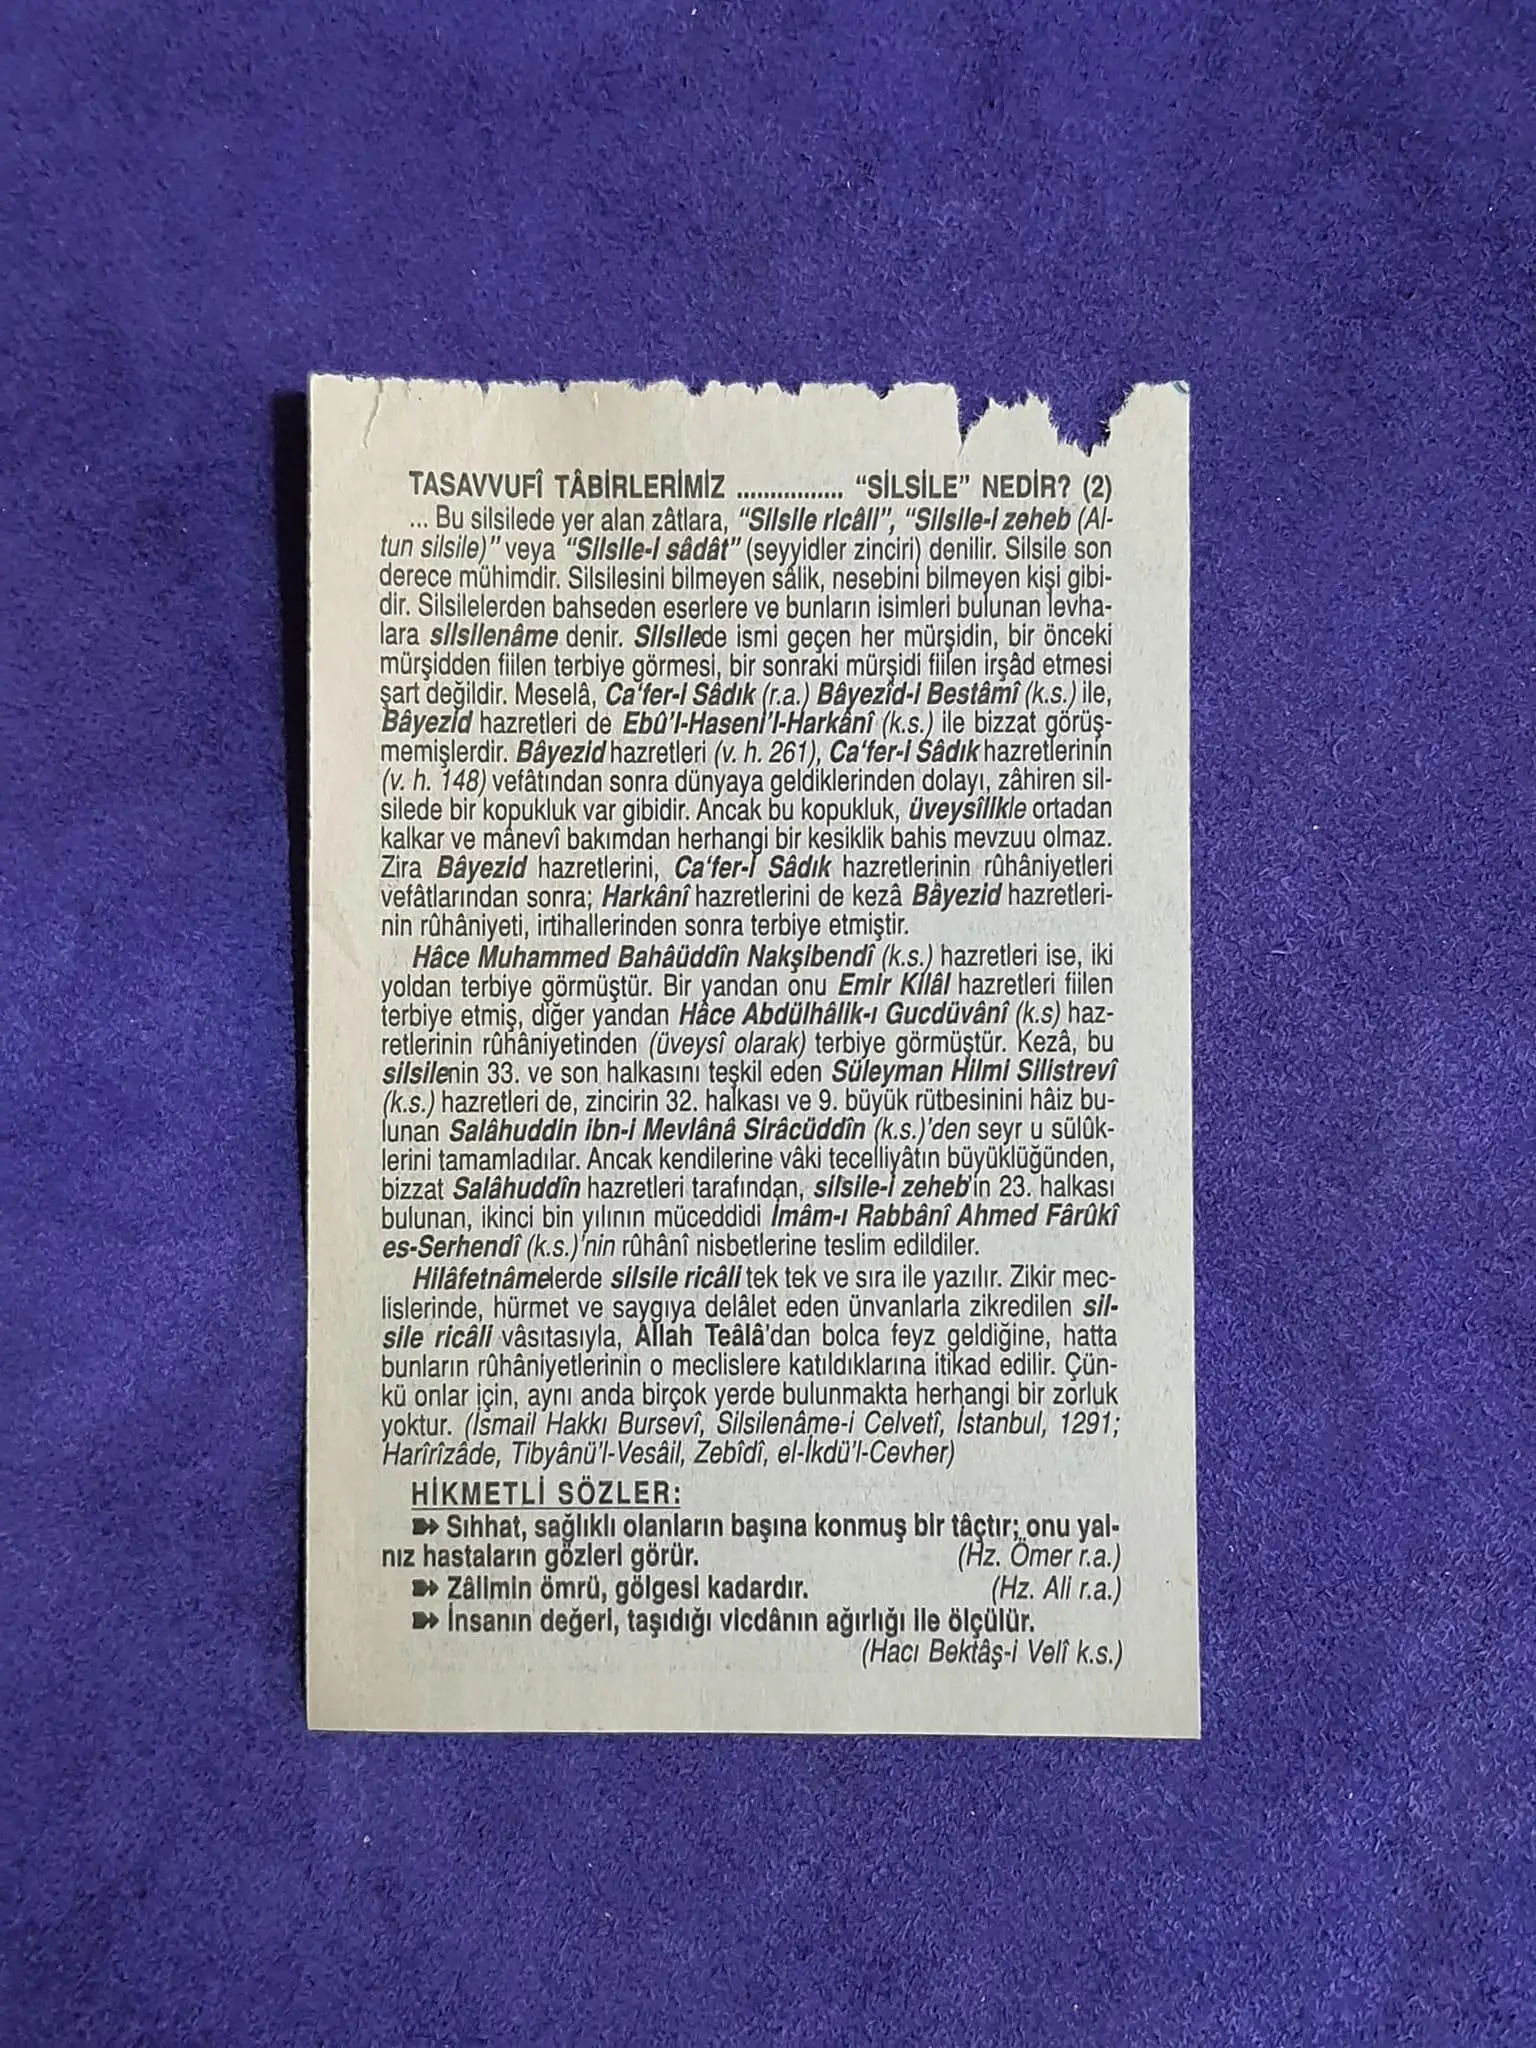 TASAVVUFÎ TÂBİRLERİMİZ ................ “SİLSİLE” NEDİR? (2)
... Bu silsilede yer alan zâtlara, “Silsile ricâli”, “Silsile-i zeheb (Al-
tun silsile)” veya “Silsile-i sâdât” (seyyidler zinciri) denilir. Silsile son
derece mühimdir. Silsilesini bilmeyen sâlik, nesebini bilmeyen kişi gibi-
dir. Silsilelerden bahseden eserlere ve bunların isimleri bulunan levha-
lara silsilenâme denir. Silsilede ismi geçen her mürşidin, bir önceki
mürşidden fiilen terbiye görmesi, bir sonraki mürşidi fiilen irşâd etmesi
şart değildir. Meselâ, Ca‘fer-i Sâdık (r.a.) Bâyezîd-i Bestâmî (k.s.) ile,
Bâyezid hazretleri de Ebû’l-Haseni’l-Harkânî (k.s.) ile bizzat görüş-
memişlerdir. Bâyezid hazretleri (v. h. 261), Ca‘fer-i Sâdık hazretlerinin
(v. h. 148) vefâtından sonra dünyaya geldiklerinden dolayı, zâhiren sil-
silede bir kopukluk var gibidir. Ancak bu kopukluk, üveysîlikle ortadan
kalkar ve mânevî bakımdan herhangi bir kesiklik bahis mevzuu olmaz.
Zira Bâyezid hazretlerini, Ca‘fer-i Sâdık hazretlerinin rûhâniyetleri
vefâtlarından sonra; Harkânî hazretlerini de kezâ Bâyezid hazretleri-
nin rûhâniyeti, irtihallerinden sonra terbiye etmiştir.
Hâce Muhammed Bahâüddîn Nakşibendî (k.s.) hazretleri ise, iki
yoldan terbiye görmüştür. Bir yandan onu Emir Kilâl hazretleri fiilen
terbiye etmiş, diğer yandan Hâce Abdülhâlik-ı Gucdüvânî (k.s) haz-
retlerinin rûhâniyetinden (üveysî olarak) terbiye görmüştür. Kezâ, bu
silsilenin 33. ve son halkasını teşkil eden Süleyman Hilmi Silistrevî
(k.s.) hazretleri de, zincirin 32. halkası ve 9. büyük rütbesinini hâiz bu-
lunan Salâhuddin ibn-i Mevlânâ Sirâcüddîn (k.s.)’den seyr u sülûk-
lerini tamamladılar. Ancak kendilerine vâki tecelliyâtın büyüklüğünden,
bizzat Salâhuddîn hazretleri tarafından, silsile-i zeheb’in 23. halkası
bulunan, ikinci bin yılının müceddidi İmâm-ı Rabbânî Ahmed Fârûkî
es-Serhendî (k.s.)’nin rûhânî nisbetlerine teslim edildiler.
Hilâfetnâmelerde silsile ricâli tek tek ve sıra ile yazılır. Zikir mec-
lislerinde, hürmet ve saygıya delâlet eden ünvanlarla zikredilen sil-
sile ricâli vâsıtasıyla, Allah Teâlâ’dan bolca feyz geldiğine, hatta
bunların rûhâniyetlerinin o meclislere katıldıklarına itikad edilir. Çün-
kü onlar için, aynı anda birçok yerde bulunmakta herhangi bir zorluk
yoktur. (İsmail Hakkı Bursevî, Silsilenâme-i Celvetî, İstanbul, 1291;
Harîrîzâde, Tibyânü’l-Vesâil, Zebîdî, el-İkdü’l-Cevher)
HİKMETLİ SÖZLER:
Sıhhat, sağlıklı olanların başına konmuş bir tâçtır; onu yal-
nız hastaların gözleri görür. (Hz. Ömer r.a.)
Zâlimin ömrü, gölgesi kadardır. (Hz. Ali r.a.)
İnsanın değeri, taşıdığı vicdânın ağırlığı ile ölçülür.
(Hacı Bektâş-i Velî k.s.)